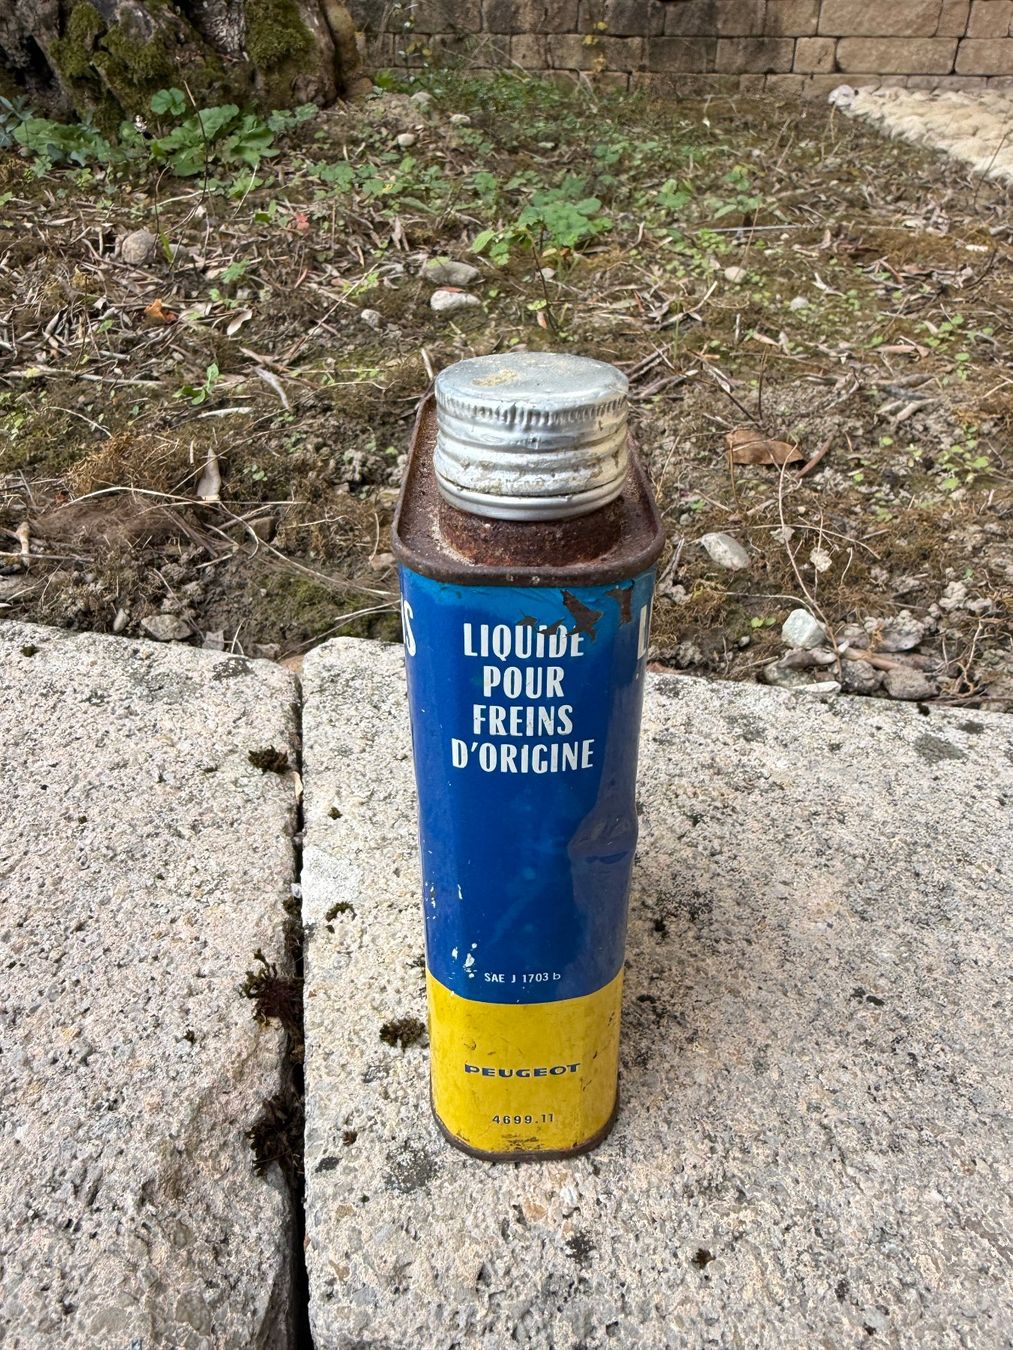 LIQUIDE
POUR
FREINS
D'ORIGINE
SAE J 1703 b
PEUGEOT
4699.11